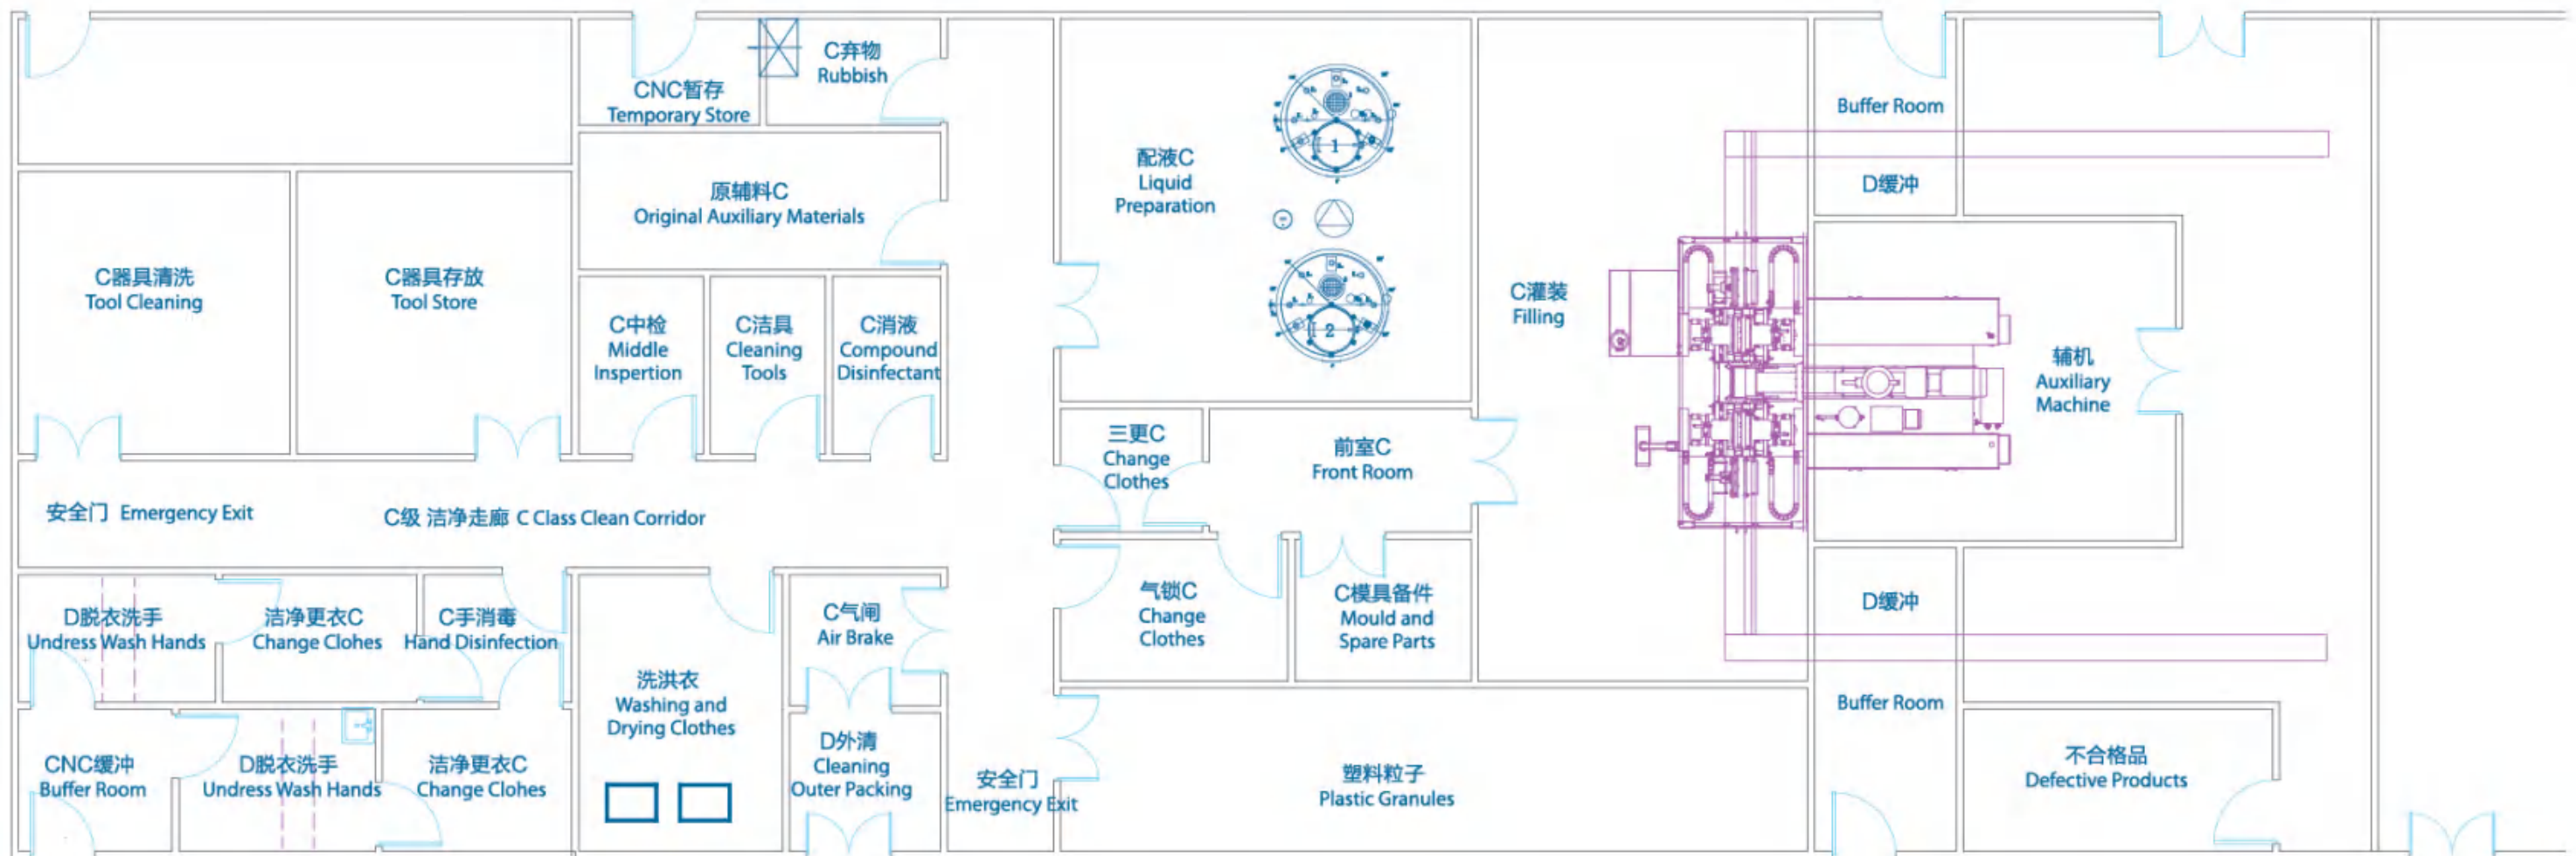 C弃物
Rubbish
CNC暂存
Temporary Store
原辅料C
Original Auxiliary Materials
C器具清洗
Tool Cleaning
C器具存放
Tool Store
C中检
Middle
Inspertion
C洁具
Cleaning
Tools
C消液
Compound
Disinfectant
安全门 Emergency Exit
C级 洁净走廊 C Class Clean Corridor
D脱衣洗手
Undress Wash Hands
洁净更衣C
Change Clohes
C手消毒
Hand Disinfection
CNC缓冲
Buffer Room
D脱衣洗手
Undress Wash Hands
洁净更衣C
Change Clohes
洗洪衣
Washing and
Drying Clothes
C气闸
Air Brake
D外清
Cleaning
Outer Packing
安全门
Emergency Exit
配液C
Liquid
Preparation
1
2
三更C
Change
Clothes
前室C
Front Room
气锁C
Change
Clothes
C模具备件
Mould and
Spare Parts
塑料粒子
Plastic Granules
C灌装
Filling
Buffer Room
D缓冲
辅机
Auxiliary
Machine
D缓冲
Buffer Room
不合格品
Defective Products